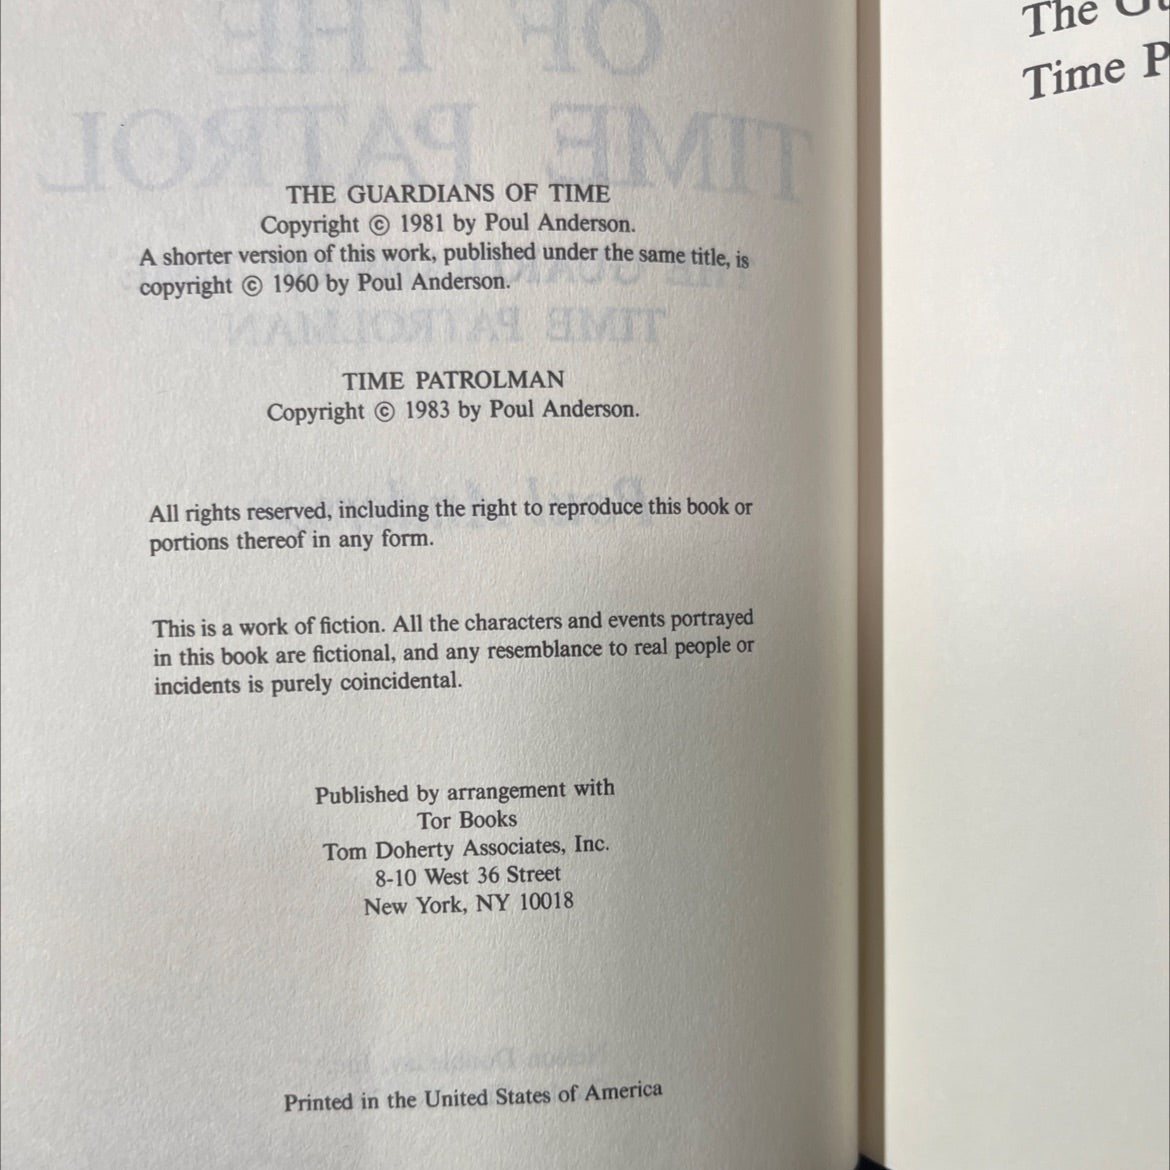 THE GUARDIANS OF TIME
Copyright © 1981 by Poul Anderson.
A shorter version of this work, published under the same title, is
copyright © 1960 by Poul Anderson.
TIME PATROLMAN
Copyright © 1983 by Poul Anderson.
All rights reserved, including the right to reproduce this book or
portions thereof in any form.
This is a work of fiction. All the characters and events portrayed
in this book are fictional, and any resemblance to real people or
incidents is purely coincidental.
Published by arrangement with
Tor Books
Tom Doherty Associates, Inc.
8-10 West 36 Street
New York, NY 10018
Printed in the United States of America
The
Time P